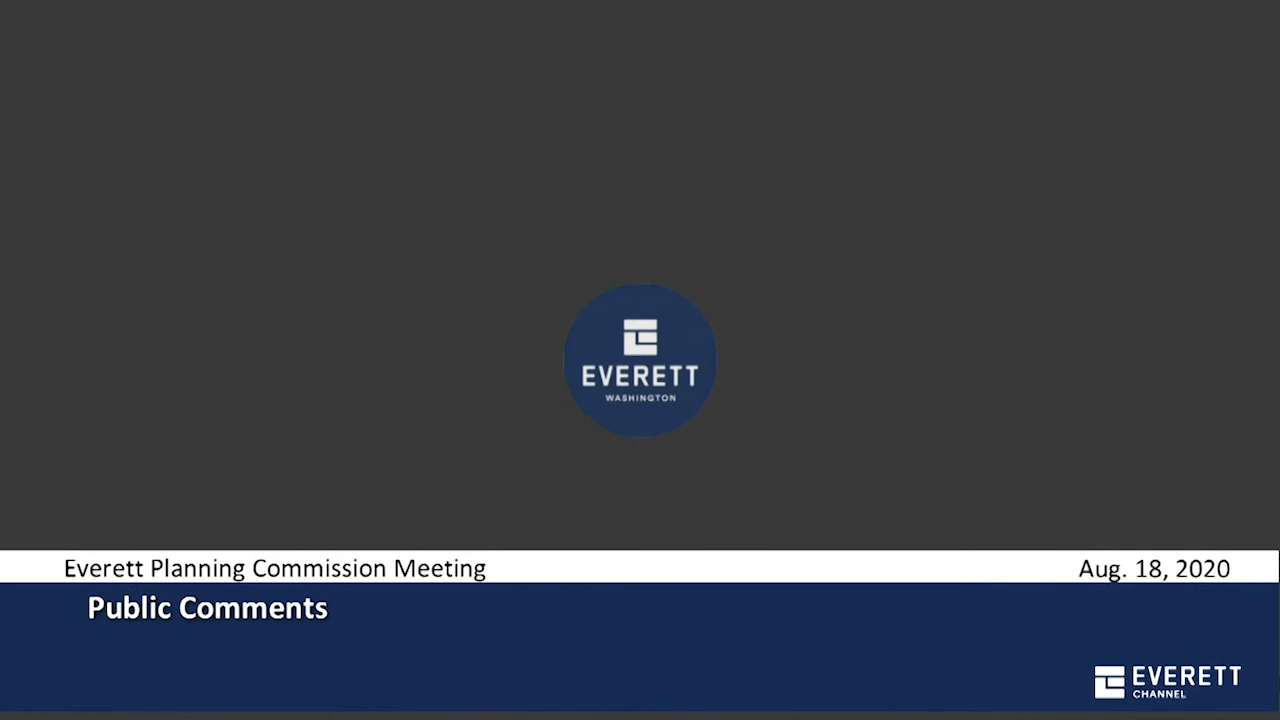 EVERETT
WASHINGTON
Everett Planning Commission Meeting
Aug. 18, 2020
Public Comments
EVERETT
CHANNEL